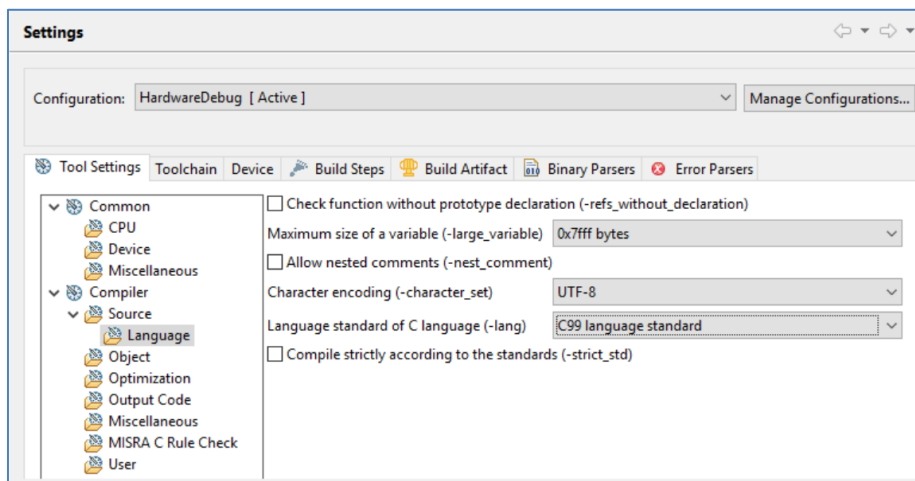 Settings
Configuration: HardwareDebug [ Active ] Manage Configurations...
Tool Settings Toolchain Device Build Steps Build Artifact Binary Parsers Error Parsers
Common
CPU
Device
Miscellaneous
Compiler
Source
Language
Object
Optimization
Output Code
Miscellaneous
MISRA C Rule Check
User
Check function without prototype declaration (-refs_without_declaration)
Maximum size of a variable (-large_variable) 0x7fff bytes
Allow nested comments (-nest_comment)
Character encoding (-character_set) UTF-8
Language standard of C language (-lang) C99 language standard
Compile strictly according to the standards (-strict_std)